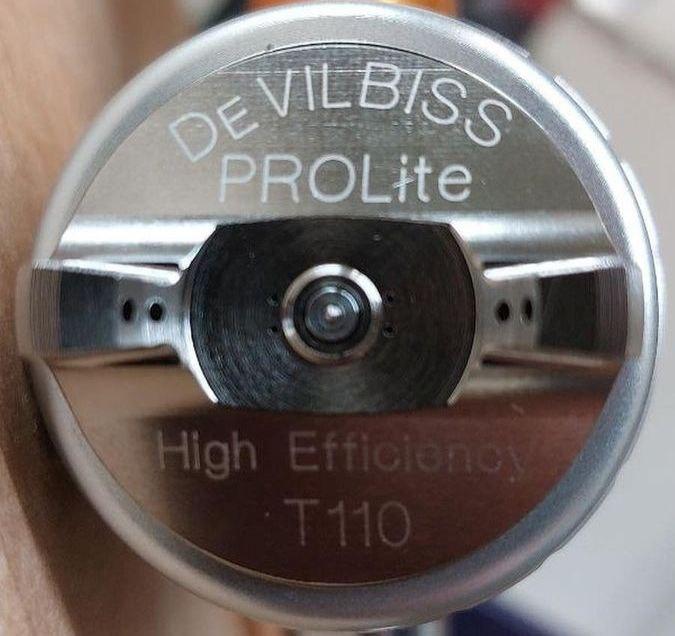 DeVILBISS
PROLite
High Efficiency
T110